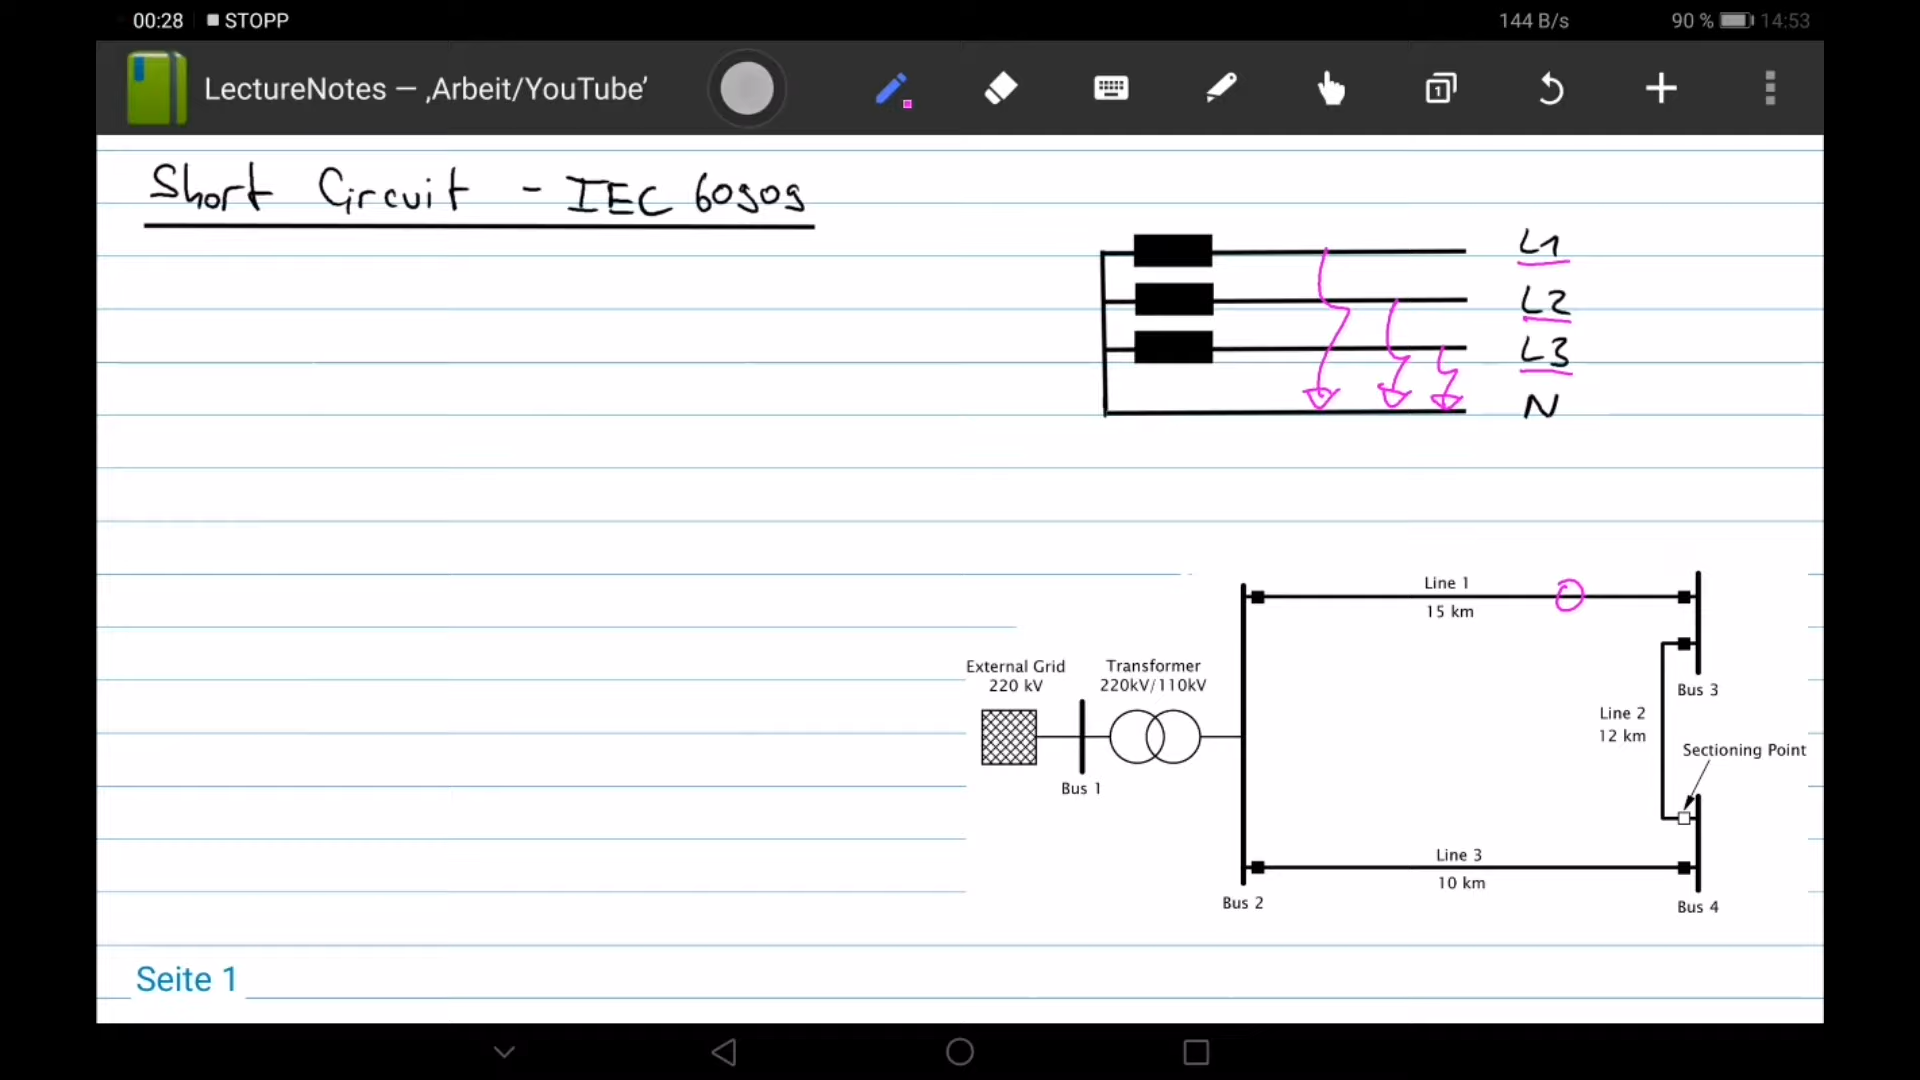 00:28 STOPP 144 B/s 90 % 14:53
LectureNotes — ‚Arbeit/YouTube’
1
Short Circuit - IEC 60909
L1
L2
L3
N
Line 1
15 km
External Grid
220 kV
Transformer
220kV/110kV
Bus 3
Line 2
12 km
Sectioning Point
Bus 1
Line 3
10 km
Bus 2
Bus 4
Seite 1